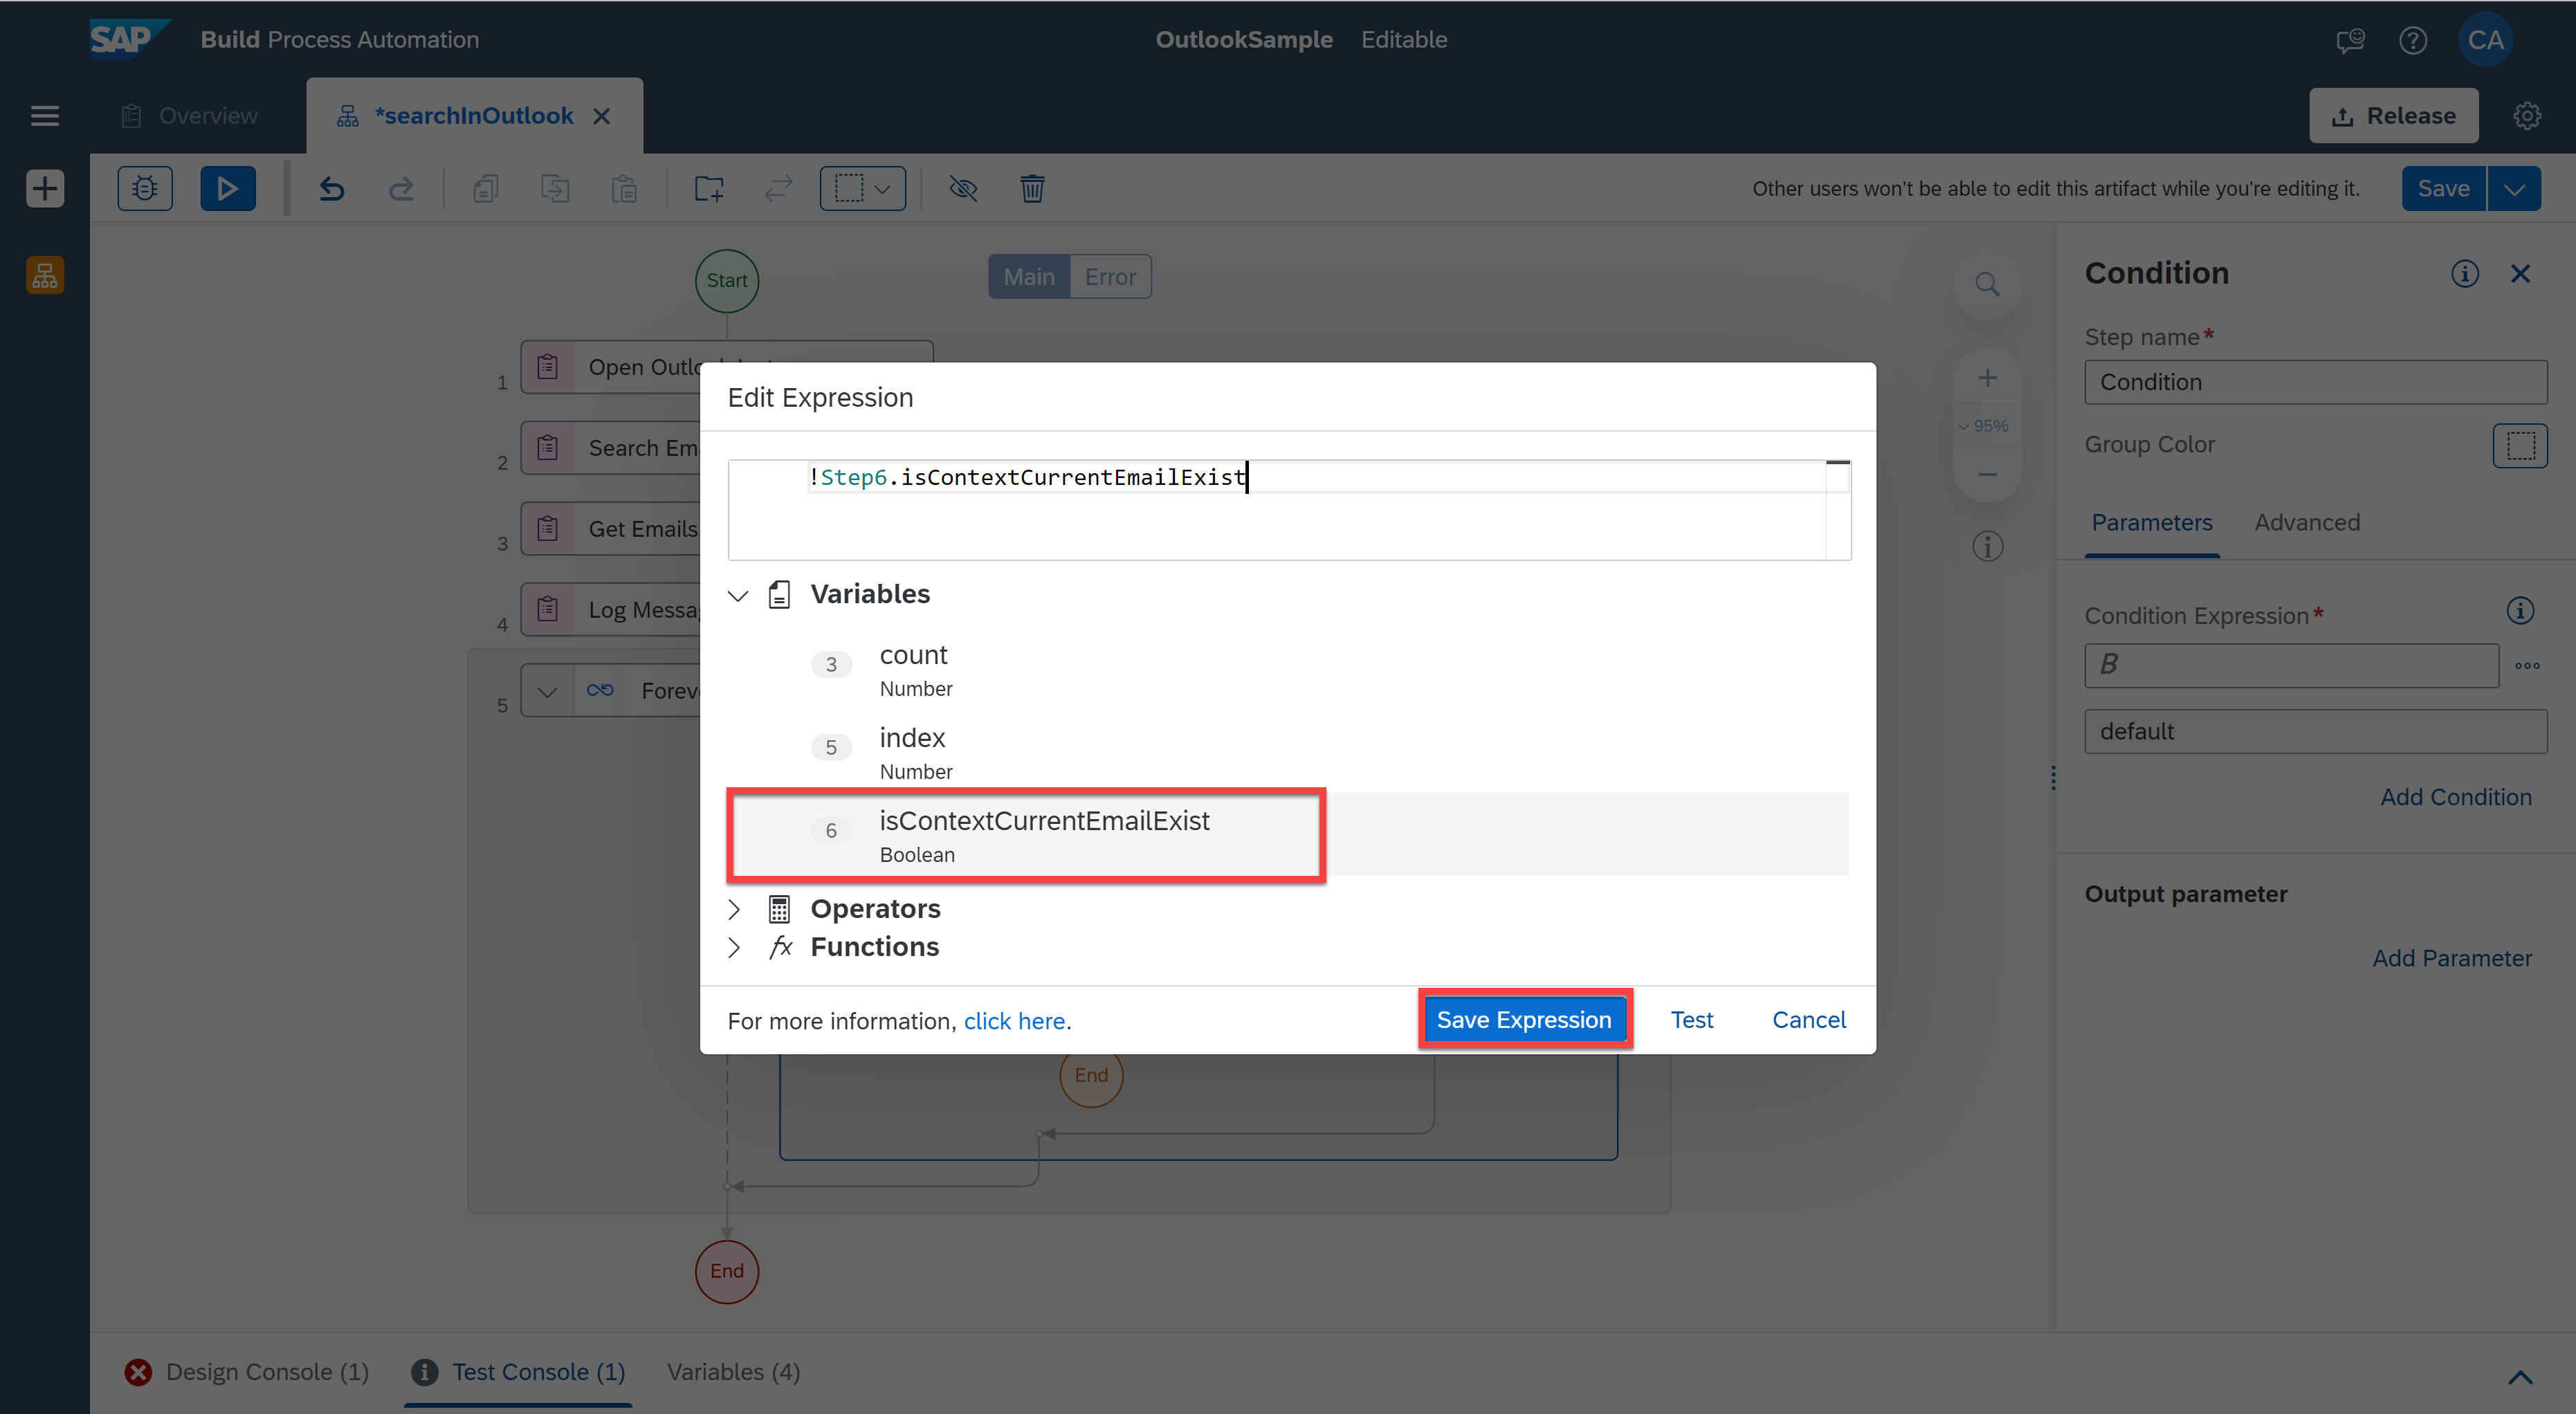 SAP Build Process Automation
OutlookSample Editable
CA
Overview
*searchInOutlook
Release
Other users won't be able to edit this artifact while you're editing it.
Save
Start
Main Error
1 Open Outlo
2 Search Em
3 Get Emails
4 Log Messa
5 Forev
95%
Edit Expression
!Step6.isContextCurrentEmailExist
Variables
3 count
Number
5 index
Number
6 isContextCurrentEmailExist
Boolean
Operators
fx Functions
For more information, click here.
Save Expression Test Cancel
End
End
Condition
Step name*
Condition
Group Color
Parameters Advanced
Condition Expression*
B
default
Add Condition
Output parameter
Add Parameter
Design Console (1) Test Console (1) Variables (4)